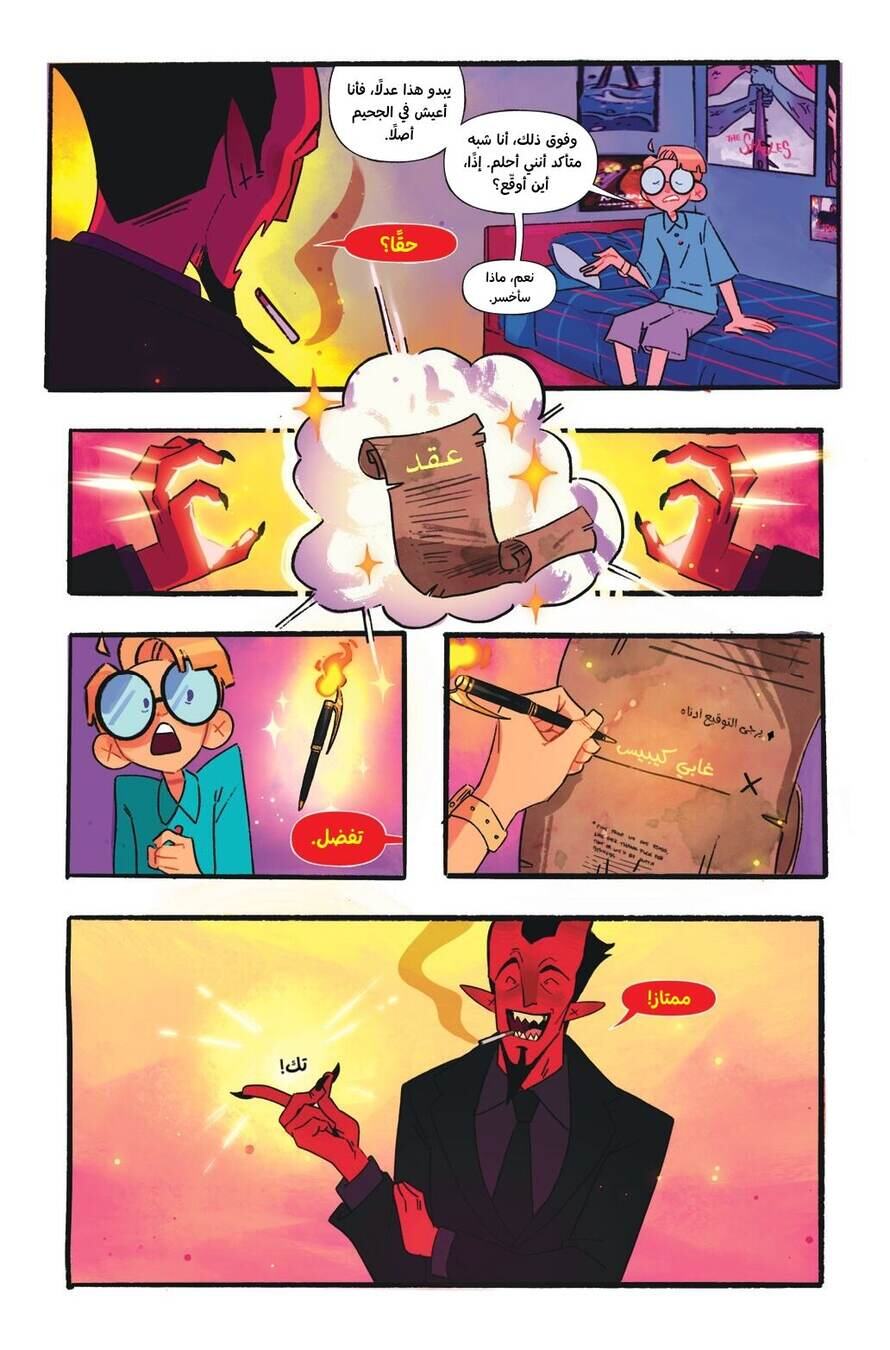 يبدو هذا عدلًا، فأنا
أعيش في الجحيم
أصلًا.
وفوق ذلك، أنا شبه
متأكد أنني أحلم. إذًا،
أين أوقّع؟
حقًا؟
نعم، ماذا
سأخسر.
THE
عقد
تفضل.
يرجى التوقيع أدناه
غابي كيبيس
X
ممتاز!
تك!